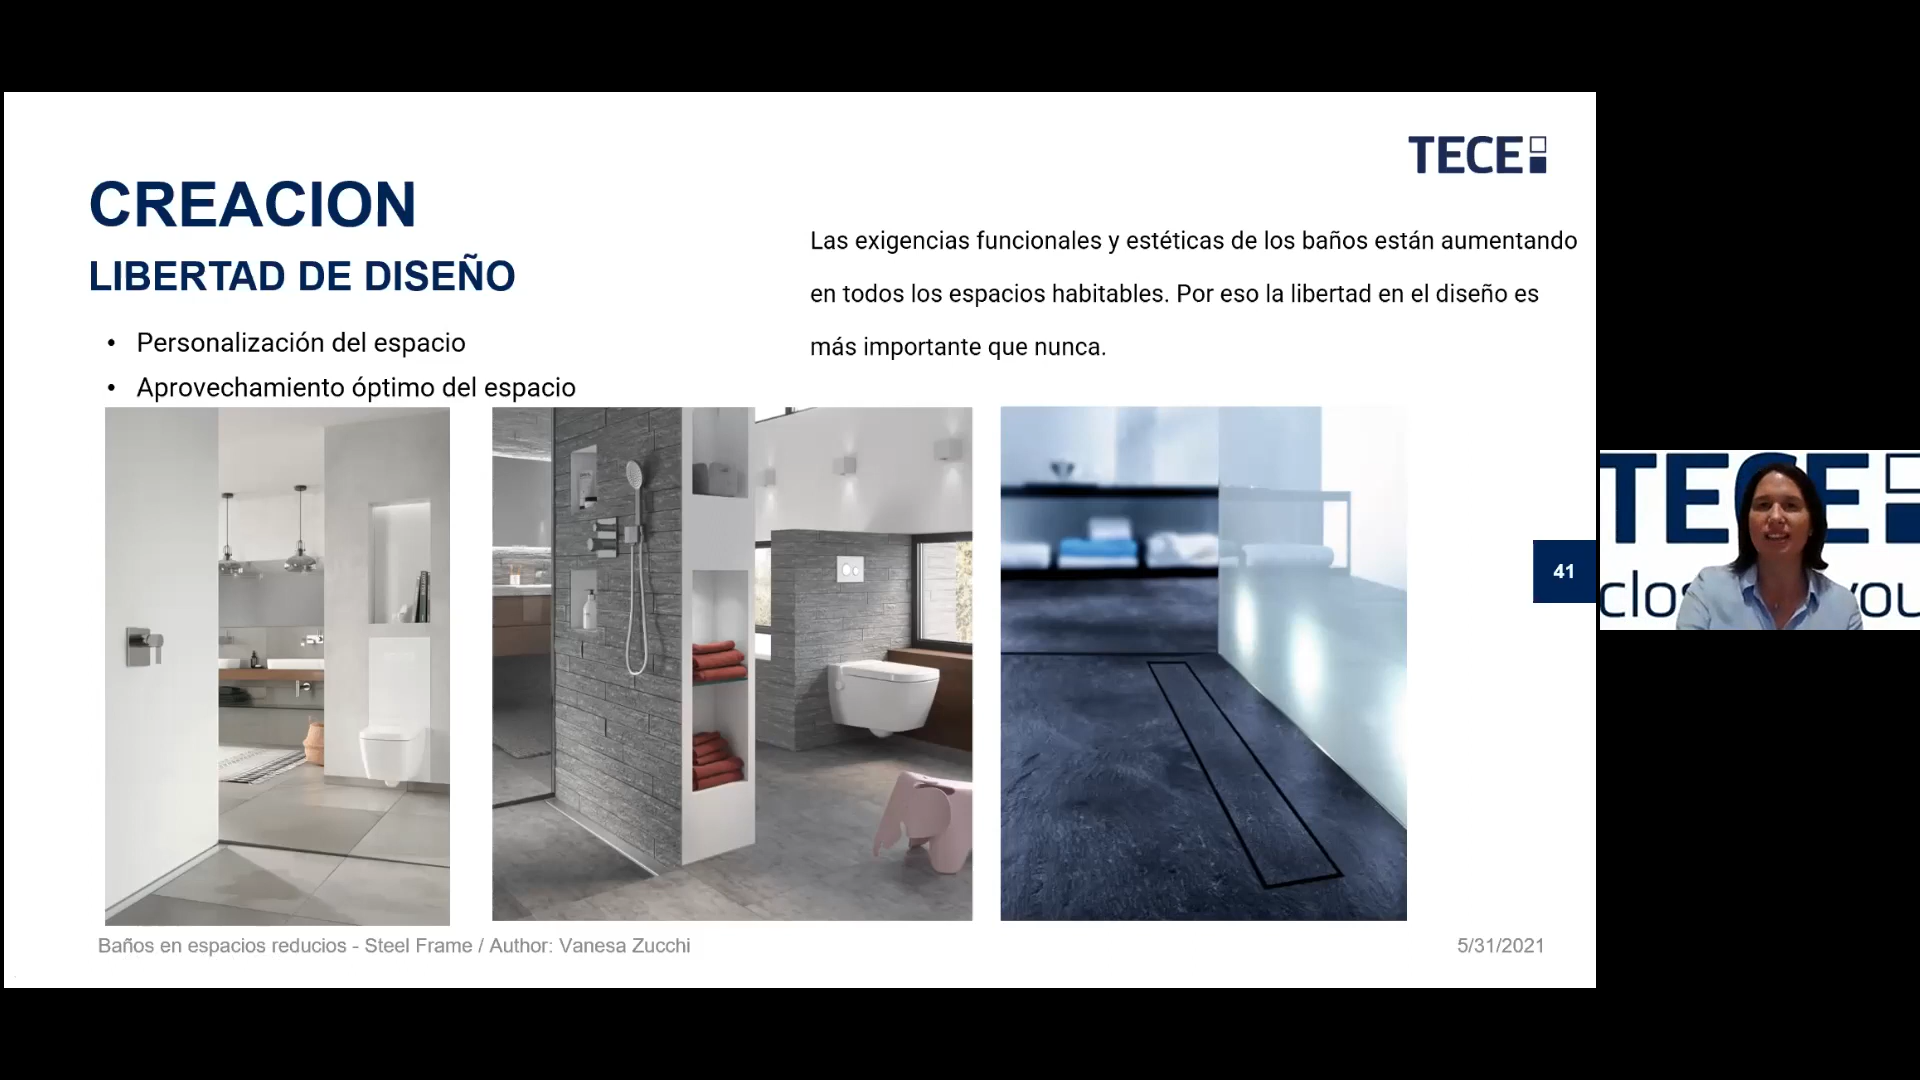 TECE
CREACION
LIBERTAD DE DISEÑO
• Personalización del espacio
• Aprovechamiento óptimo del espacio
Las exigencias funcionales y estéticas de los baños están aumentando
en todos los espacios habitables. Por eso la libertad en el diseño es
más importante que nunca.
41
Baños en espacios reducios - Steel Frame / Author: Vanesa Zucchi
5/31/2021
TECE